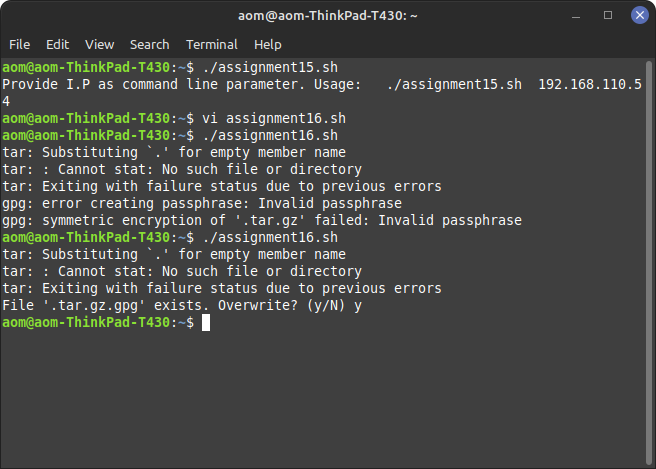 aom@aom-ThinkPad-T430: ~
File Edit View Search Terminal Help
aom@aom-ThinkPad-T430:~$ ./assignment15.sh
Provide I.P as command line parameter. Usage:   ./assignment15.sh  192.168.110.5
4
aom@aom-ThinkPad-T430:~$ vi assignment16.sh
aom@aom-ThinkPad-T430:~$ ./assignment16.sh
tar: Substituting `.' for empty member name
tar: : Cannot stat: No such file or directory
tar: Exiting with failure status due to previous errors
gpg: error creating passphrase: Invalid passphrase
gpg: symmetric encryption of '.tar.gz' failed: Invalid passphrase
aom@aom-ThinkPad-T430:~$ ./assignment16.sh
tar: Substituting `.' for empty member name
tar: : Cannot stat: No such file or directory
tar: Exiting with failure status due to previous errors
File '.tar.gz.gpg' exists. Overwrite? (y/N) y
aom@aom-ThinkPad-T430:~$